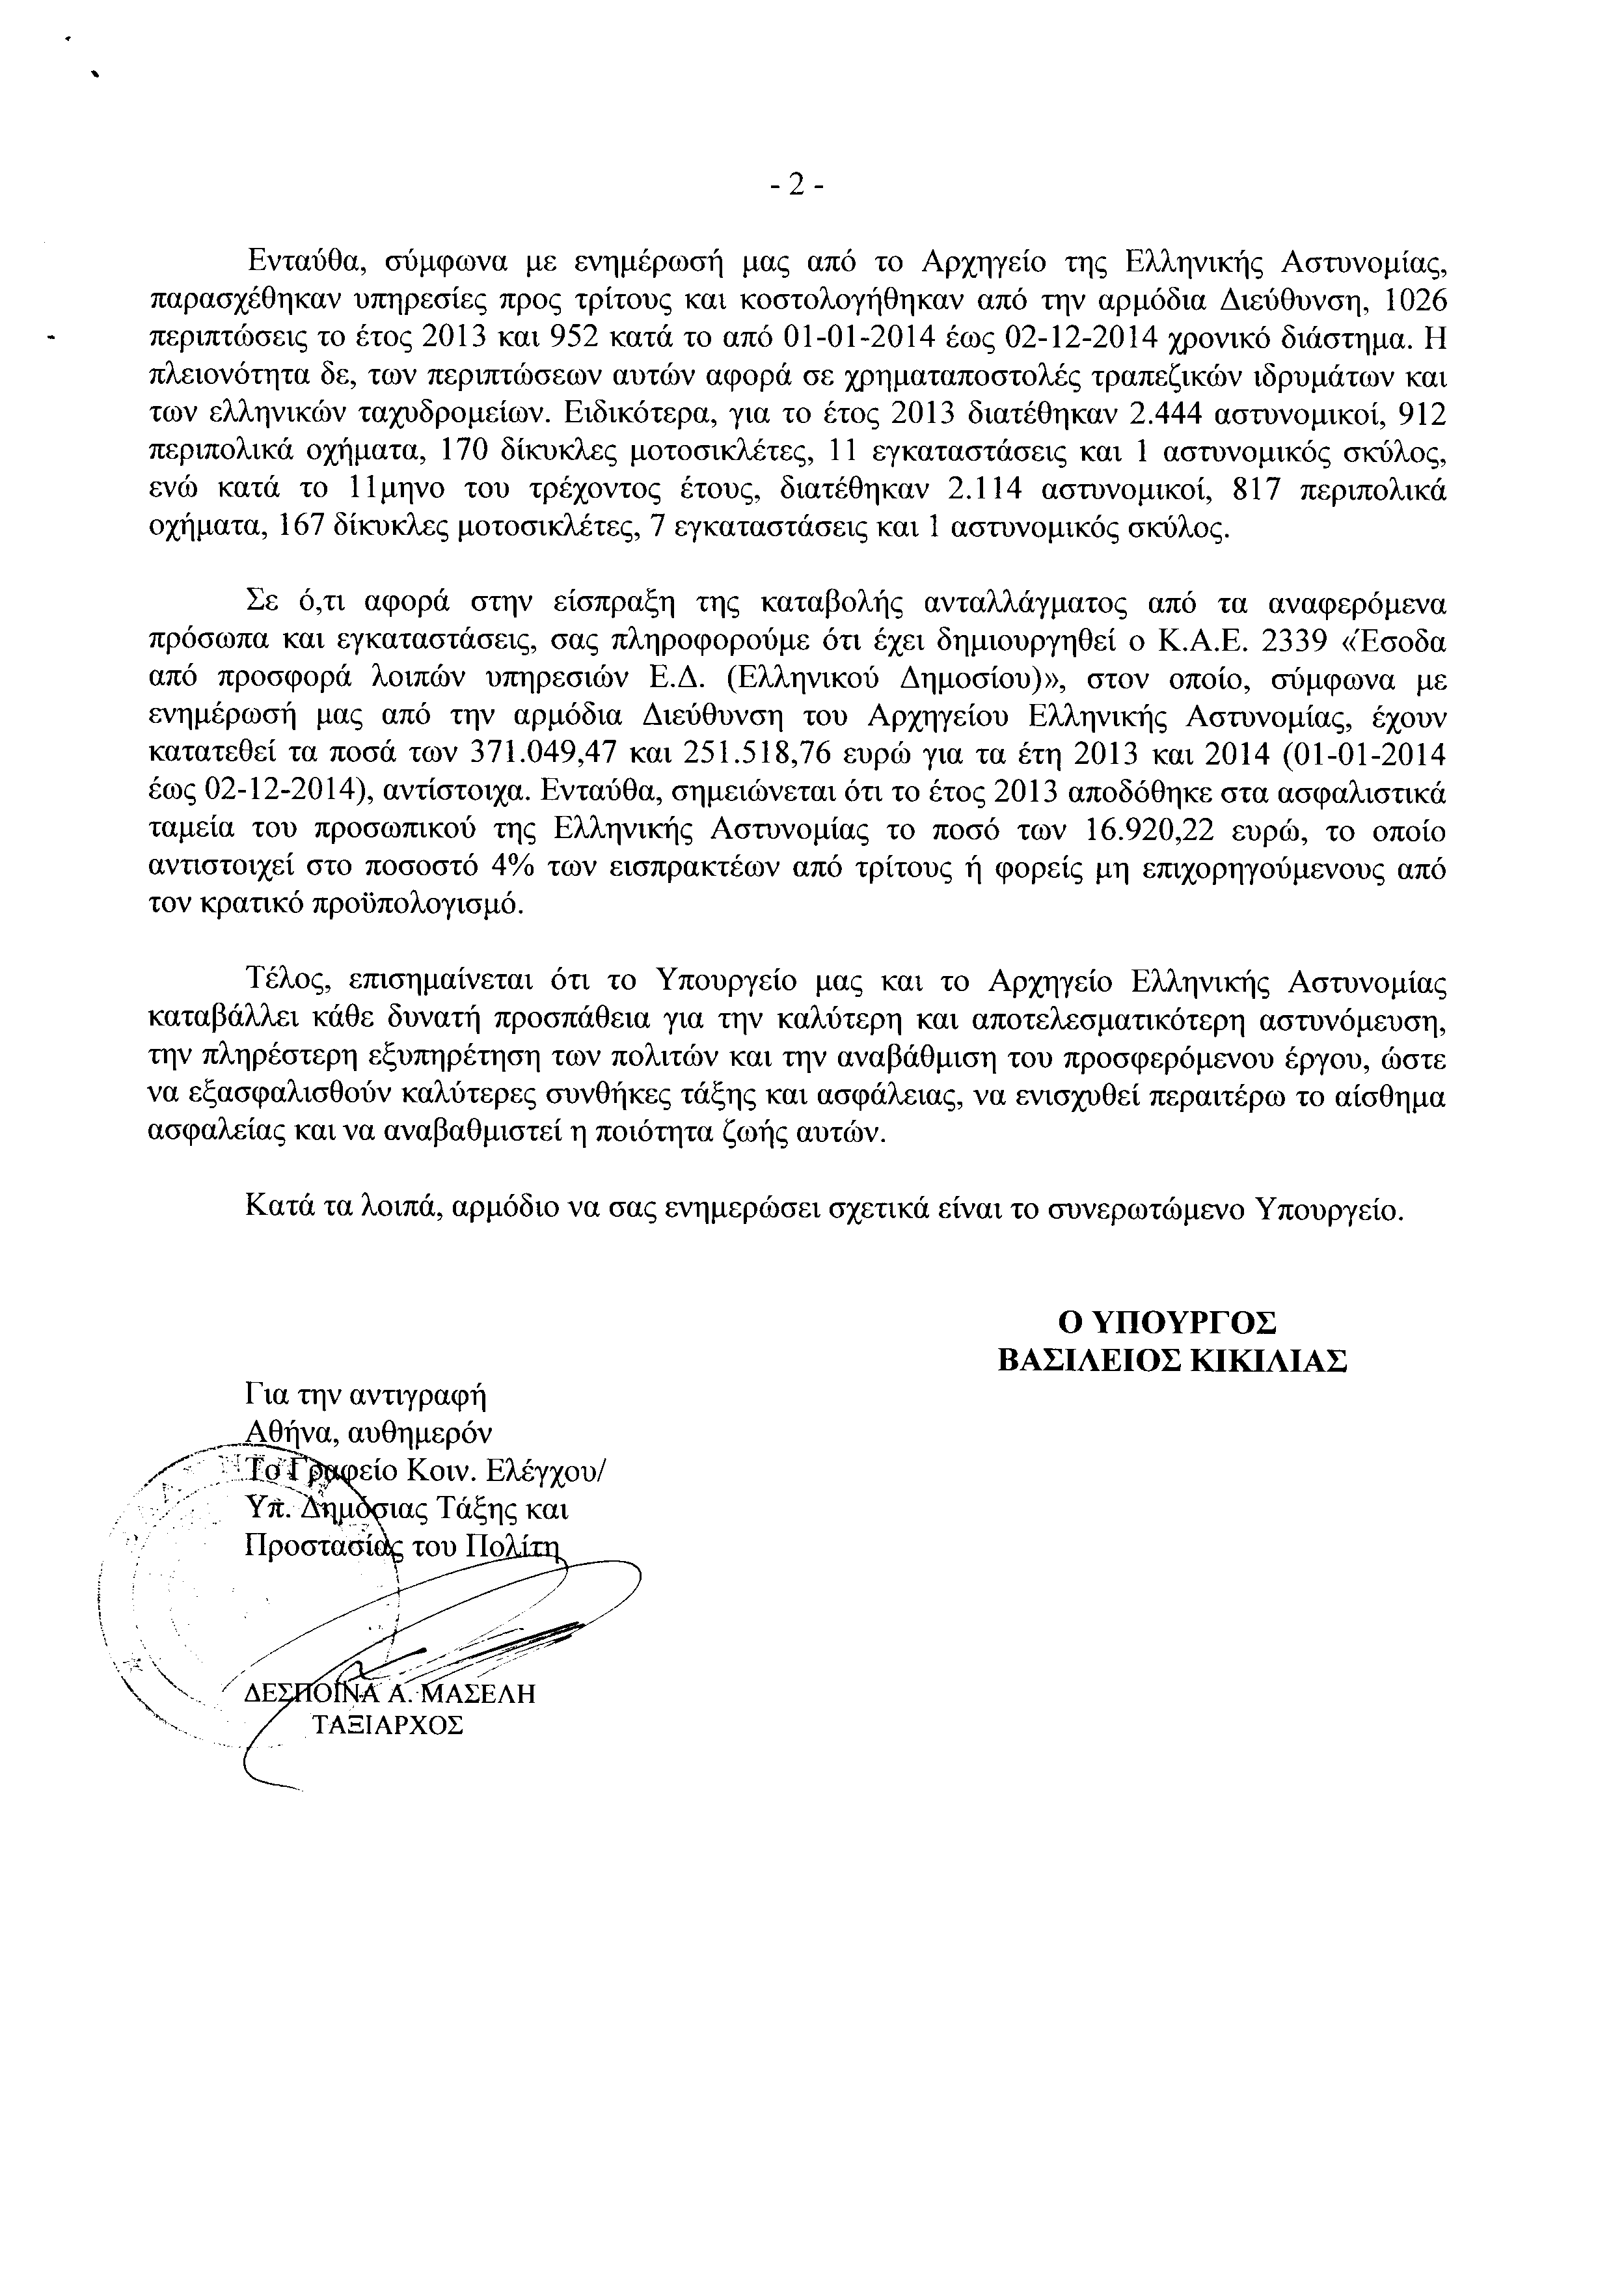 - 2 -
Ενταύθα, σύμφωνα με ενημέρωσή μας από το Αρχηγείο της Ελληνικής Αστυνομίας,
παρασχέθηκαν υπηρεσίες προς τρίτους και κοστολογήθηκαν από την αρμόδια Διεύθυνση, 1026
περιπτώσεις το έτος 2013 και 952 κατά το από 01-01-2014 έως 02-12-2014 χρονικό διάστημα. Η
πλειονότητα δε, των περιπτώσεων αυτών αφορά σε χρηματαποστολές τραπεζικών ιδρυμάτων και
των ελληνικών ταχυδρομείων. Ειδικότερα, για το έτος 2013 διατέθηκαν 2.444 αστυνομικοί, 912
περιπολικά οχήματα, 170 δίκυκλες μοτοσικλέτες, 11 εγκαταστάσεις και 1 αστυνομικός σκύλος,
ενώ κατά το 11μηνο του τρέχοντος έτους, διατέθηκαν 2.114 αστυνομικοί, 817 περιπολικά
οχήματα, 167 δίκυκλες μοτοσικλέτες, 7 εγκαταστάσεις και 1 αστυνομικός σκύλος.
Σε ό,τι αφορά στην είσπραξη της καταβολής ανταλλάγματος από τα αναφερόμενα
πρόσωπα και εγκαταστάσεις, σας πληροφορούμε ότι έχει δημιουργηθεί ο Κ.Α.Ε. 2339 «Έσοδα
από προσφορά λοιπών υπηρεσιών Ε.Δ. (Ελληνικού Δημοσίου)», στον οποίο, σύμφωνα με
ενημέρωσή μας από την αρμόδια Διεύθυνση του Αρχηγείου Ελληνικής Αστυνομίας, έχουν
κατατεθεί τα ποσά των 371.049,47 και 251.518,76 ευρώ για τα έτη 2013 και 2014 (01-01-2014
έως 02-12-2014), αντίστοιχα. Ενταύθα, σημειώνεται ότι το έτος 2013 αποδόθηκε στα ασφαλιστικά
ταμεία του προσωπικού της Ελληνικής Αστυνομίας το ποσό των 16.920,22 ευρώ, το οποίο
αντιστοιχεί στο ποσοστό 4% των εισπρακτέων από τρίτους ή φορείς μη επιχορηγούμενους από
τον κρατικό προϋπολογισμό.
Τέλος, επισημαίνεται ότι το Υπουργείο μας και το Αρχηγείο Ελληνικής Αστυνομίας
καταβάλλει κάθε δυνατή προσπάθεια για την καλύτερη και αποτελεσματικότερη αστυνόμευση,
την πληρέστερη εξυπηρέτηση των πολιτών και την αναβάθμιση του προσφερόμενου έργου, ώστε
να εξασφαλισθούν καλύτερες συνθήκες τάξης και ασφάλειας, να ενισχυθεί περαιτέρω το αίσθημα
ασφαλείας και να αναβαθμιστεί η ποιότητα ζωής αυτών.
Κατά τα λοιπά, αρμόδιο να σας ενημερώσει σχετικά είναι το συνερωτώμενο Υπουργείο.
Ο ΥΠΟΥΡΓΟΣ
ΒΑΣΙΛΕΙΟΣ ΚΙΚΙΛΙΑΣ
Για την αντιγραφή
Αθήνα, αυθημερόν
Το Γραφείο Κοιν. Ελέγχου/
Υπ. Δημόσιας Τάξης και
Προστασίας του Πολίτη
ΔΕΣΠΟΙΝΑ Α. ΜΑΣΕΛΗ
ΤΑΞΙΑΡΧΟΣ